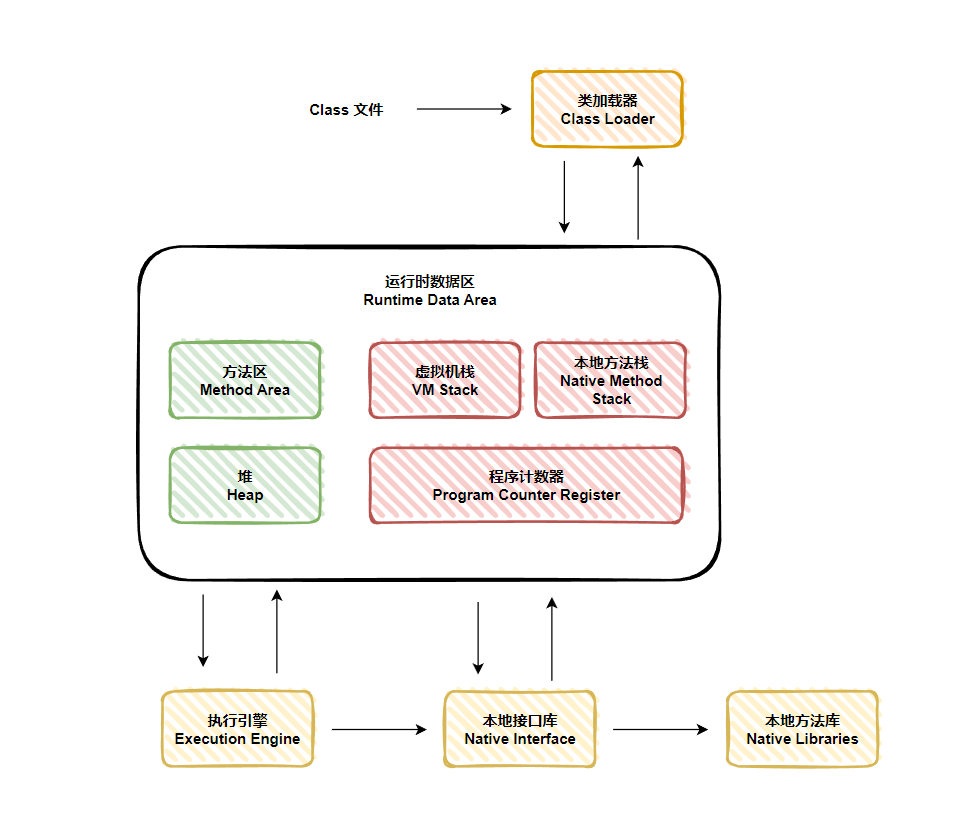 Class 文件
类加载器
Class Loader
运行时数据区
Runtime Data Area
方法区
Method Area
虚拟机栈
VM Stack
本地方法栈
Native Method
Stack
堆
Heap
程序计数器
Program Counter Register
执行引擎
Execution Engine
本地接口库
Native Interface
本地方法库
Native Libraries